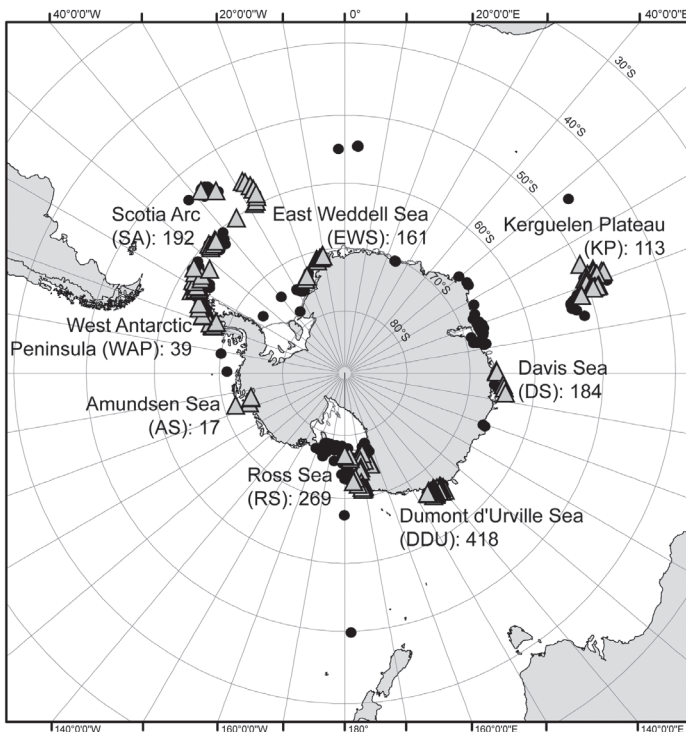 40°0'0"W
20°0'0"W
0°
20°0'0"E
40°0'0"E
30°S
40°S
50°S
60°S
70°S
80°S
Scotia Arc
(SA): 192
East Weddell Sea
(EWS): 161
Kerguelen Plateau
(KP): 113
West Antarctic
Peninsula (WAP): 39
Davis Sea
(DS): 184
Amundsen Sea
(AS): 17
Ross Sea
(RS): 269
Dumont d'Urville Sea
(DDU): 418
140°0'0"W
160°0'0"W
180°
160°0'0"E
140°0'0"E